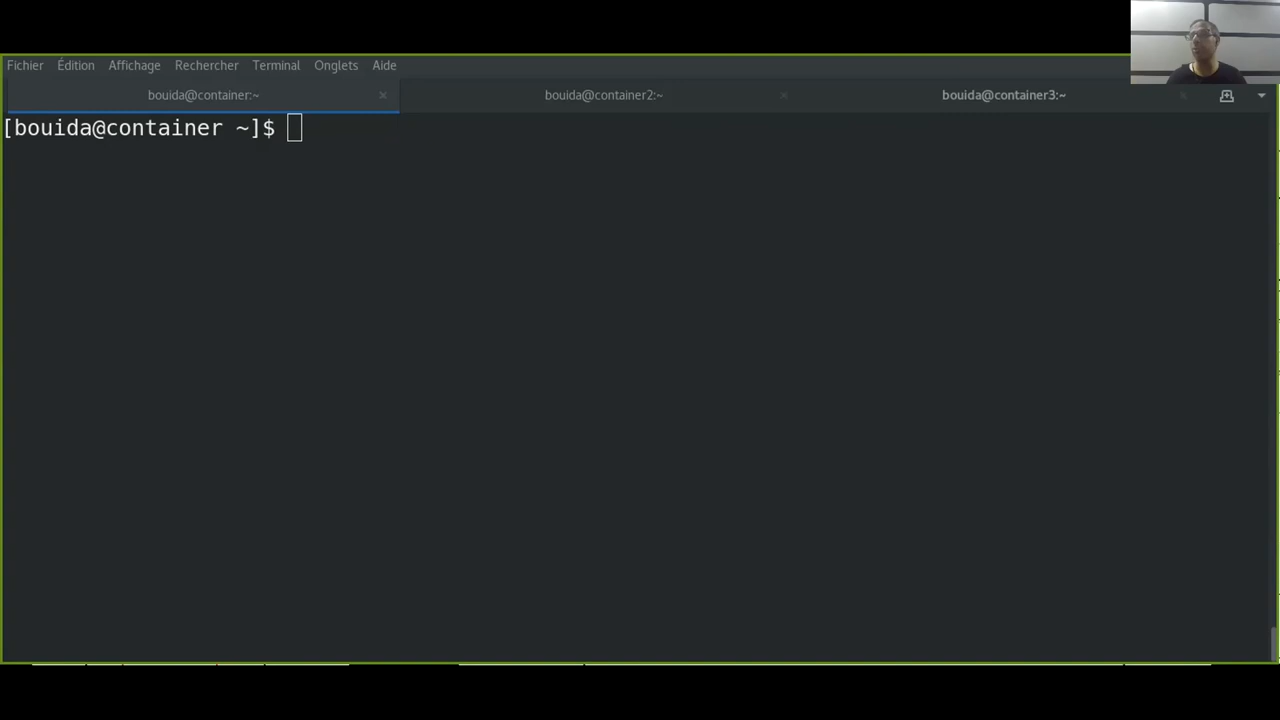 Fichier Édition Affichage Rechercher Terminal Onglets Aide
bouida@container:~ bouida@container2:~ bouida@container3:~
[bouida@container ~]$